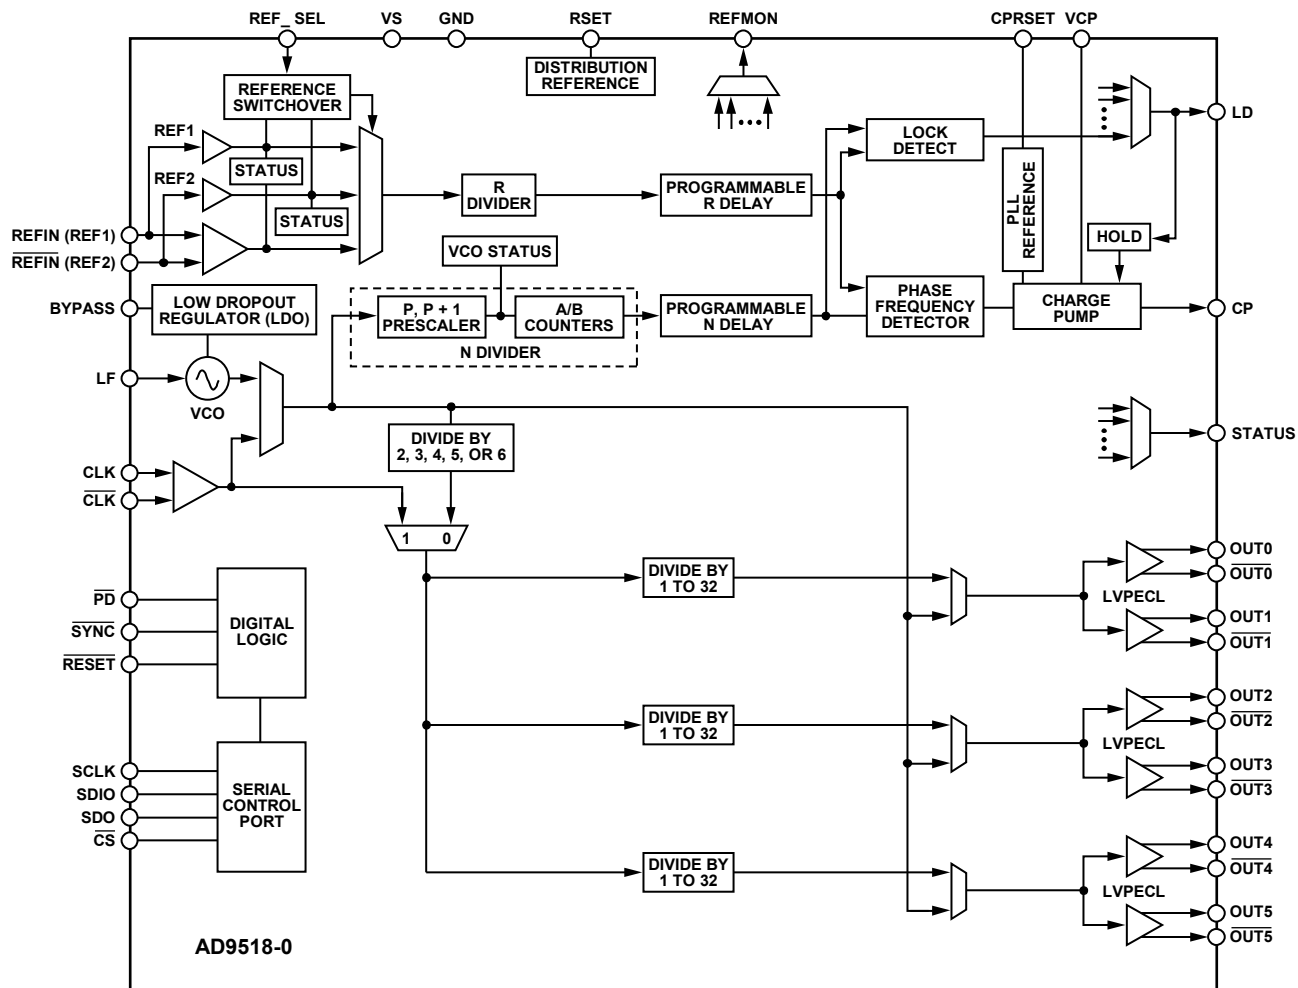 REF_ SEL
VS
GND
RSET
REFMON
CPRSET
VCP
DISTRIBUTION
REFERENCE
REFERENCE
SWITCHOVER
REF1
STATUS
REF2
STATUS
REFIN (REF1)
REFIN (REF2)
BYPASS
LF
R
DIVIDER
VCO STATUS
PROGRAMMABLE
R DELAY
LOCK
DETECT
PLL
REFERENCE
HOLD
LD
LOW DROPOUT
REGULATOR (LDO)
VCO
P, P + 1
PRESCALER
A/B
COUNTERS
N DIVIDER
PROGRAMMABLE
N DELAY
PHASE
FREQUENCY
DETECTOR
CHARGE
PUMP
CP
STATUS
CLK
CLK
DIVIDE BY
2, 3, 4, 5, OR 6
1
0
PD
SYNC
RESET
DIGITAL
LOGIC
SCLK
SDIO
SDO
CS
SERIAL
CONTROL
PORT
DIVIDE BY
1 TO 32
LVPECL
OUT0
OUT0
OUT1
OUT1
DIVIDE BY
1 TO 32
LVPECL
OUT2
OUT2
OUT3
OUT3
DIVIDE BY
1 TO 32
LVPECL
OUT4
OUT4
OUT5
OUT5
AD9518-0